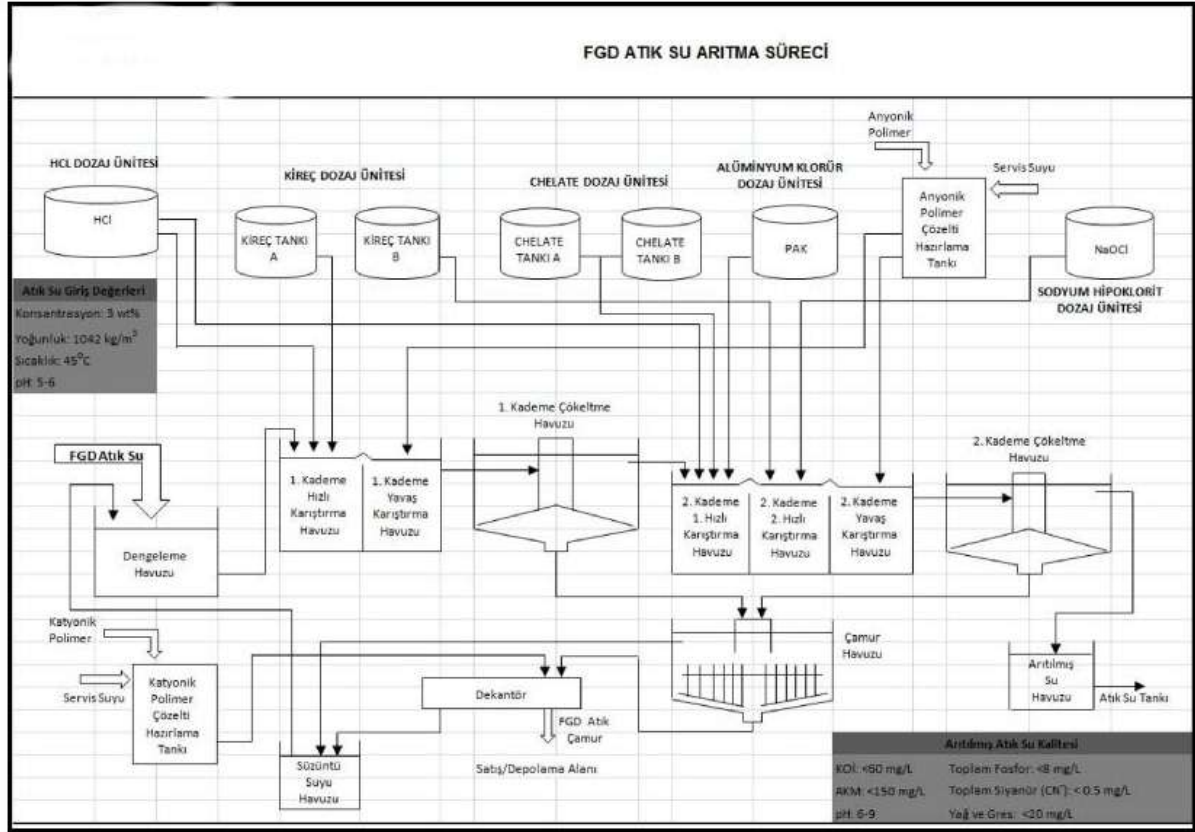 FGD ATIK SU ARITMA SÜRECİ
Anyonik
Polimer
HCL DOZAJ ÜNİTESİ
KİREÇ DOZAJ ÜNİTESİ
CHELATE DOZAJ ÜNİTESİ
ALÜMİNYUM KLORÜR
DOZAJ ÜNİTESİ
Servis Suyu
HCl
KİREÇ TANKI
A
KİREÇ TANKI
B
CHELATE
TANKI A
CHELATE
TANKI B
PAK
Anyonik
Polimer
Çözelti
Hazırlama
Tankı
NaOCl
SODYUM HİPOKLORİT
DOZAJ ÜNİTESİ
Atık Su Giriş Değerleri
Konsantrasyon: 3 wt%
Yoğunluk: 1042 kg/m³
Sıcaklık: 45⁰C
pH: 5-6
1. Kademe Çökeltme
Havuzu
2. Kademe Çökeltme
Havuzu
FGD Atık Su
1. Kademe
Hızlı
Karıştırma
Havuzu
1. Kademe
Yavaş
Karıştırma
Havuzu
2. Kademe
1. Hızlı
Karıştırma
Havuzu
2. Kademe
2. Hızlı
Karıştırma
Havuzu
2. Kademe
Yavaş
Karıştırma
Havuzu
Dengeleme
Havuzu
Katyonik
Polimer
Servis Suyu
Katyonik
Polimer
Çözelti
Hazırlama
Tankı
Dekantör
FGD Atık
Çamur
Çamur
Havuzu
Arıtılmış
Su
Havuzu
Atık Su Tankı
Süzüntü
Suyu
Havuzu
Satış/Depolama Alanı
Arıtılmış Atık Su Kalitesi
KOİ: <60 mg/L Toplam Fosfor: <8 mg/L
AKM: <150 mg/L Toplam Siyanür (CN⁻): < 0.5 mg/L
pH: 6-9 Yağ ve Gres: <20 mg/L